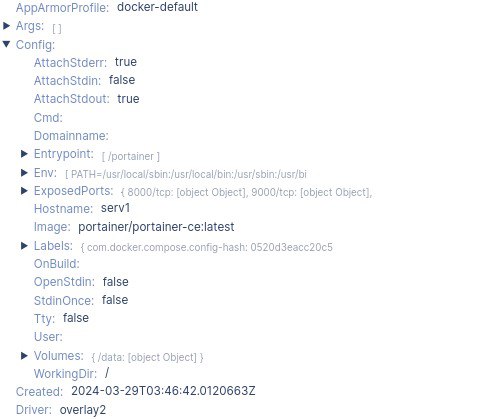 AppArmorProfile: docker-default
Args: [ ]
Config:
AttachStderr: true
AttachStdin: false
AttachStdout: true
Cmd:
Domainname:
Entrypoint: [ /portainer ]
Env: [ PATH=/usr/local/sbin:/usr/local/bin:/usr/sbin:/usr/bi
ExposedPorts: { 8000/tcp: [object Object], 9000/tcp: [object Object],
Hostname: serv1
Image: portainer/portainer-ce:latest
Labels: { com.docker.compose.config-hash: 0520d3eacc20c5
OnBuild:
OpenStdin: false
StdinOnce: false
Tty: false
User:
Volumes: { /data: [object Object] }
WorkingDir: /
Created: 2024-03-29T03:46:42.0120663Z
Driver: overlay2